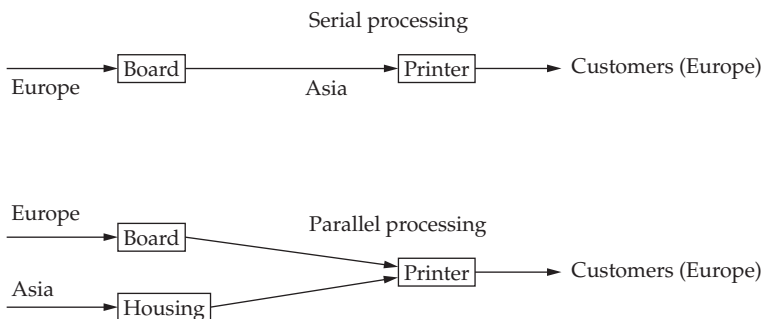 Serial processing
Board
Printer
Customers (Europe)
Europe
Asia
Europe
Parallel processing
Board
Printer
Customers (Europe)
Asia
Housing